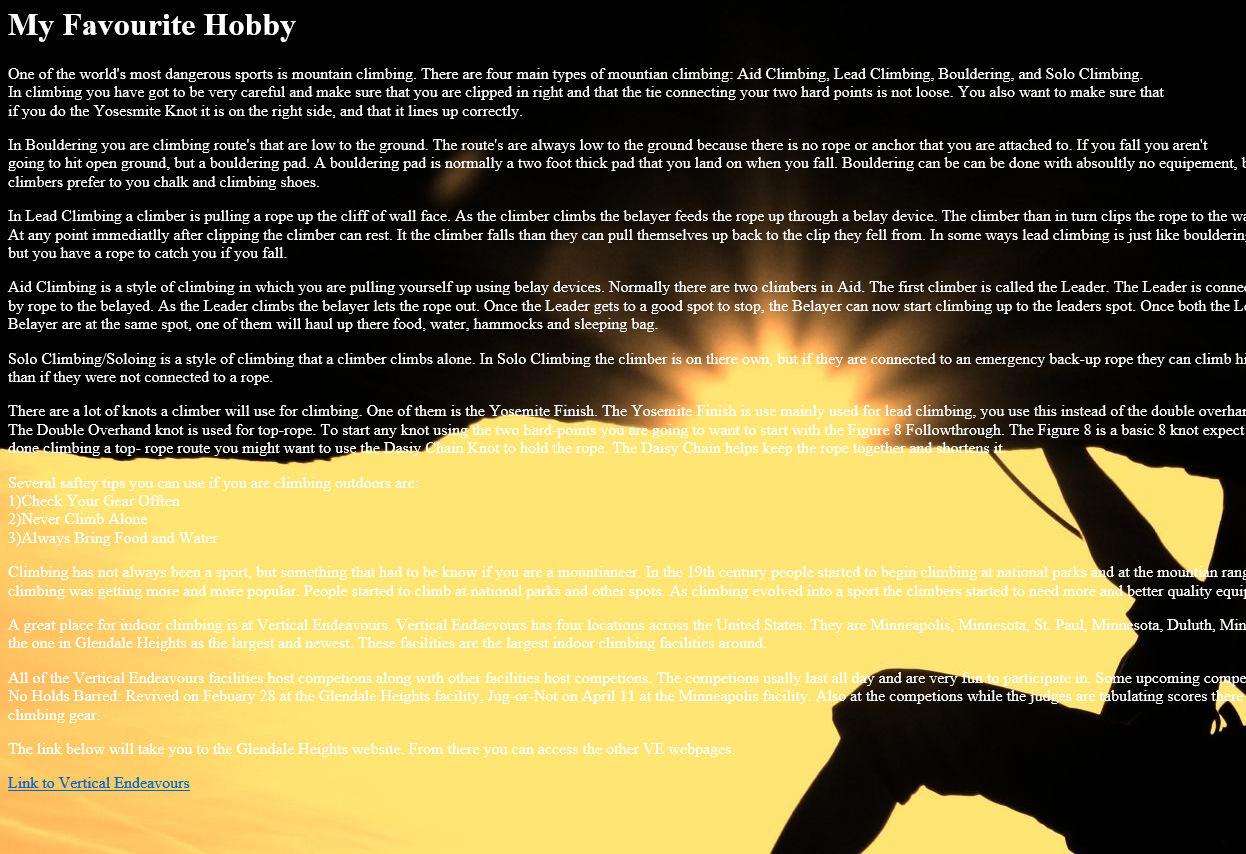 My Favourite Hobby
One of the world's most dangerous sports is mountain climbing. There are four main types of mountian climbing: Aid Climbing, Lead Climbing, Bouldering, and Solo Climbing.
In climbing you have got to be very careful and make sure that you are clipped in right and that the tie connecting your two hard points is not loose. You also want to make sure that
if you do the Yosesmite Knot it is on the right side, and that it lines up correctly.
In Bouldering you are climbing route's that are low to the ground. The route's are always low to the ground because there is no rope or anchor that you are attached to. If you fall you aren't
going to hit open ground, but a bouldering pad. A bouldering pad is normally a two foot thick pad that you land on when you fall. Bouldering can be can be done with absoultly no equipement, b
climbers prefer to you chalk and climbing shoes.
In Lead Climbing a climber is pulling a rope up the cliff of wall face. As the climber climbs the belayer feeds the rope up through a belay device. The climber than in turn clips the rope to the wa
At any point immediatlly after clipping the climber can rest. It the climber falls than they can pull themselves up back to the clip they fell from. In some ways lead climbing is just like bouldering
but you have a rope to catch you if you fall.
Aid Climbing is a style of climbing in which you are pulling yourself up using belay devices. Normally there are two climbers in Aid. The first climber is called the Leader. The Leader is connec
by rope to the belayed. As the Leader climbs the belayer lets the rope out. Once the Leader gets to a good spot to stop, the Belayer can now start climbing up to the leaders spot. Once both the Le
Belayer are at the same spot, one of them will haul up there food, water, hammocks and sleeping bag.
Solo Climbing/Soloing is a style of climbing that a climber climbs alone. In Solo Climbing the climber is on there own, but if they are connected to an emergency back-up rope they can climb hi
than if they were not connected to a rope.
There are a lot of knots a climber will use for climbing. One of them is the Yosemite Finish. The Yosemite Finish is use mainly used for lead climbing, you use this instead of the double overhan
The Double Overhand knot is used for top-rope. To start any knot using the two hard-points you are going to want to start with the Figure 8 Followthrough. The Figure 8 is a basic 8 knot expect
done climbing a top- rope route you might want to use the Dasiy Chain Knot to hold the rope. The Daisy Chain helps keep the rope together and shortens it.
Several saftey tips you can use if you are climbing outdoors are:
1)Check Your Gear Offten
2)Never Climb Alone
3)Always Bring Food and Water
Climbing has not always been a sport, but something that had to be know if you are a mountianeer. In the 19th century people started to begin climbing at national parks and at the mountian rang
climbing was getting more and more popular. People started to climb at national parks and other spots. As climbing evolved into a sport the climbers started to need more and better quality equip
A great place for indoor climbing is at Vertical Endeavours. Vertical Endaevours has four locations across the United States. They are Minneapolis, Minnesota, St. Paul, Minnesota, Duluth, Min
the one in Glendale Heights as the largest and newest. These facilities are the largest indoor climbing facilities around.
All of the Vertical Endeavours facilities host competions along with other facilities host competions. The competions usally last all day and are very fun to participate in. Some upcoming compe
No Holds Barred: Revived on Febuary 28 at the Glendale Heights facility, Jug-or-Not on April 11 at the Minneapolis facility. Also at the competions while the judges are tabulating scores there
climbing gear.
The link below will take you to the Glendale Heights website. From there you can access the other VE webpages.
Link to Vertical Endeavours